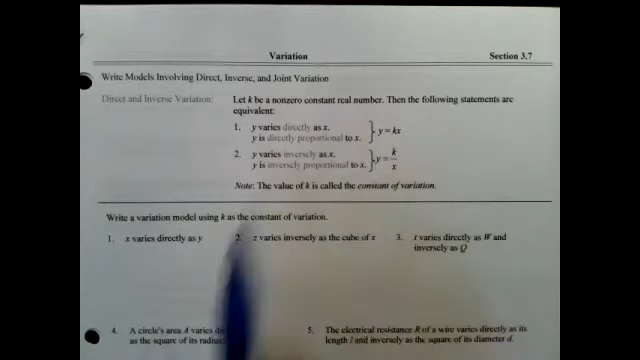 Variation Section 3.7
Write Models Involving Direct, Inverse, and Joint Variation
Direct and Inverse Variation: Let k be a nonzero constant real number. Then the following statements are
equivalent:
1. y varies directly as x.
y is directly proportional to x. } y = kx
2. y varies inversely as x.
y is inversely proportional to x. } y = k/x
Note: The value of k is called the constant of variation.
Write a variation model using k as the constant of variation.
1. x varies directly as y 2. z varies inversely as the cube of x 3. t varies directly as W and
inversely as Q
4. A circle's area A varies
as the square of its radius 5. The electrical resistance R of a wire varies directly as its
length l and inversely as the square of its diameter d.